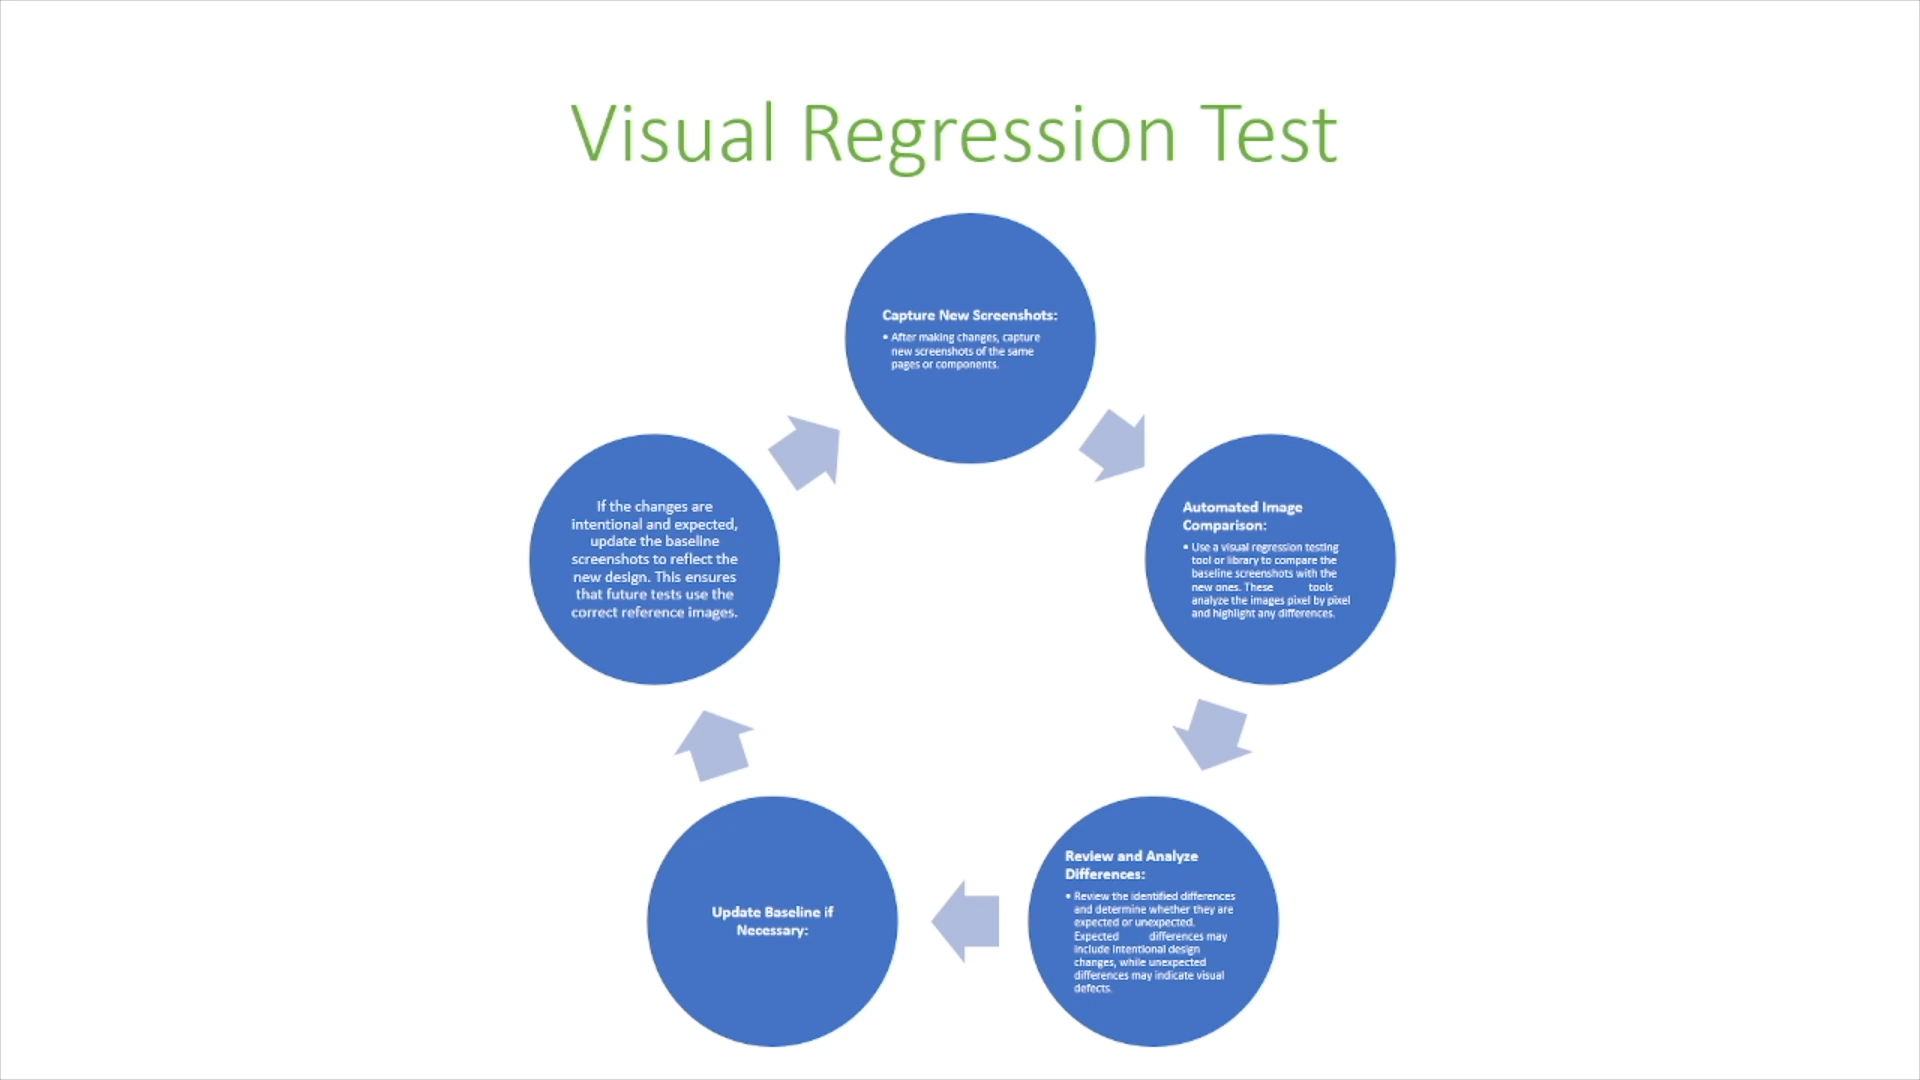 Visual Regression Test
Capture New Screenshots:
• After making changes, capture
new screenshots of the same
pages or components.
Automated Image
Comparison:
• Use a visual regression testing
tool or library to compare the
baseline screenshots with the
new ones. These tools
analyze the images pixel by pixel
and highlight any differences.
Review and Analyze
Differences:
• Review the identified differences
and determine whether they are
expected or unexpected.
Expected differences may
include intentional design
changes, while unexpected
differences may indicate visual
defects.
Update Baseline if
Necessary:
If the changes are
intentional and expected,
update the baseline
screenshots to reflect the
new design. This ensures
that future tests use the
correct reference images.